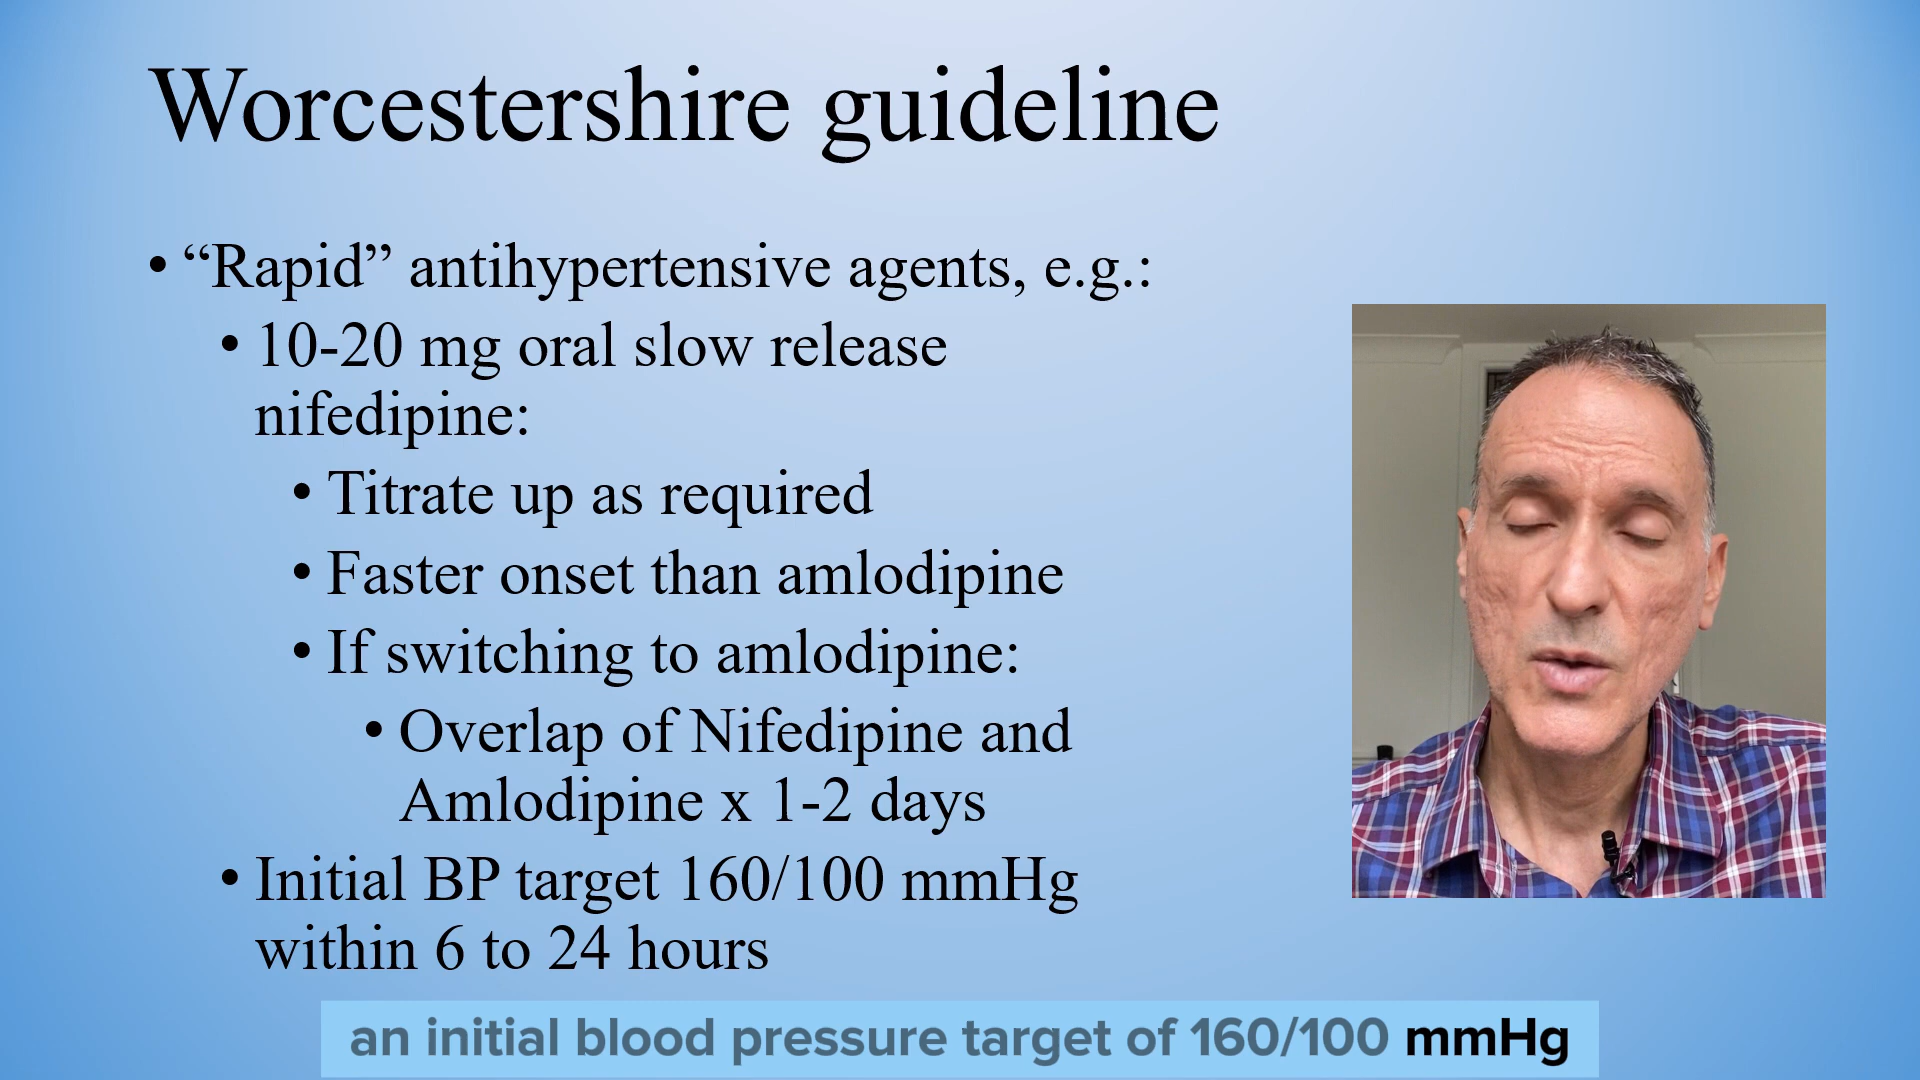 Worcestershire guideline
• “Rapid” antihypertensive agents, e.g.:
• 10-20 mg oral slow release
nifedipine:
• Titrate up as required
• Faster onset than amlodipine
• If switching to amlodipine:
• Overlap of Nifedipine and
Amlodipine x 1-2 days
• Initial BP target 160/100 mmHg
within 6 to 24 hours
an initial blood pressure target of 160/100 mmHg